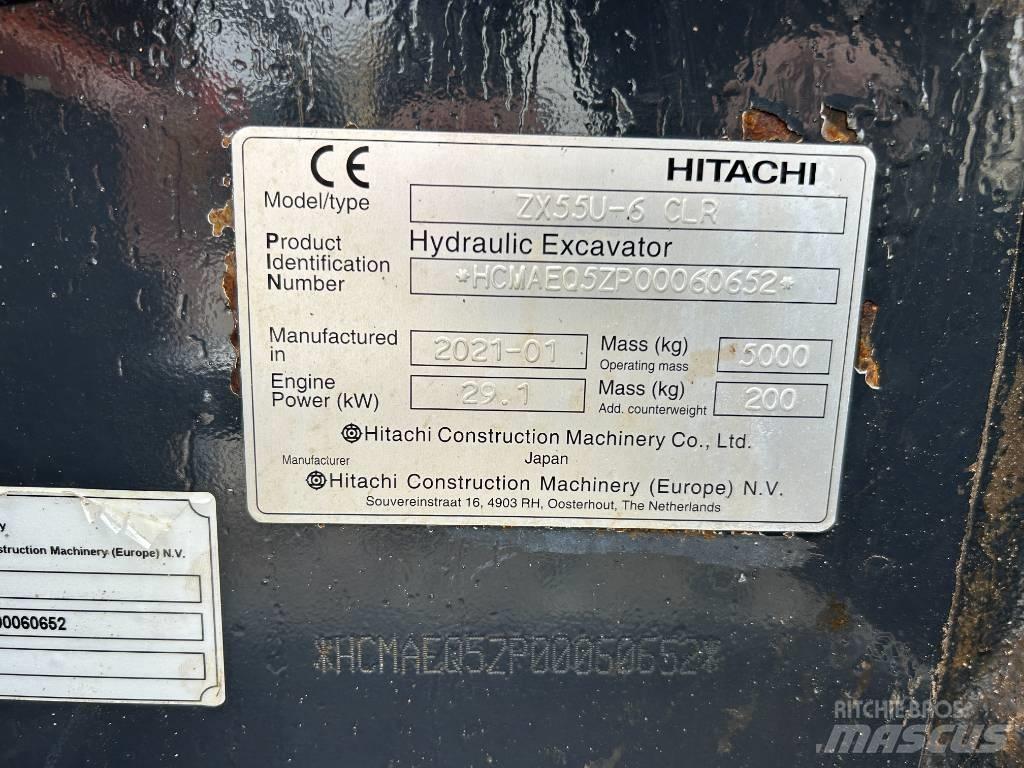 CE HITACHI
Model/type ZX55U-6 CLR
Product Identification Number
Hydraulic Excavator
*HCMAEQ5ZP00060652*
Manufactured in 2021-01
Mass (kg) Operating mass 5000
Engine Power (kW) 29.1
Mass (kg) Add. counterweight 200
Hitachi Construction Machinery Co., Ltd.
Japan
Manufacturer
Hitachi Construction Machinery (Europe) N.V.
Souvereinstraat 16, 4903 RH, Oosterhout, The Netherlands
y
struction Machinery (Europe) N.V.
00060652
*HCMAEQ5ZP00060652*
RITCHIE BROS
MASCUS